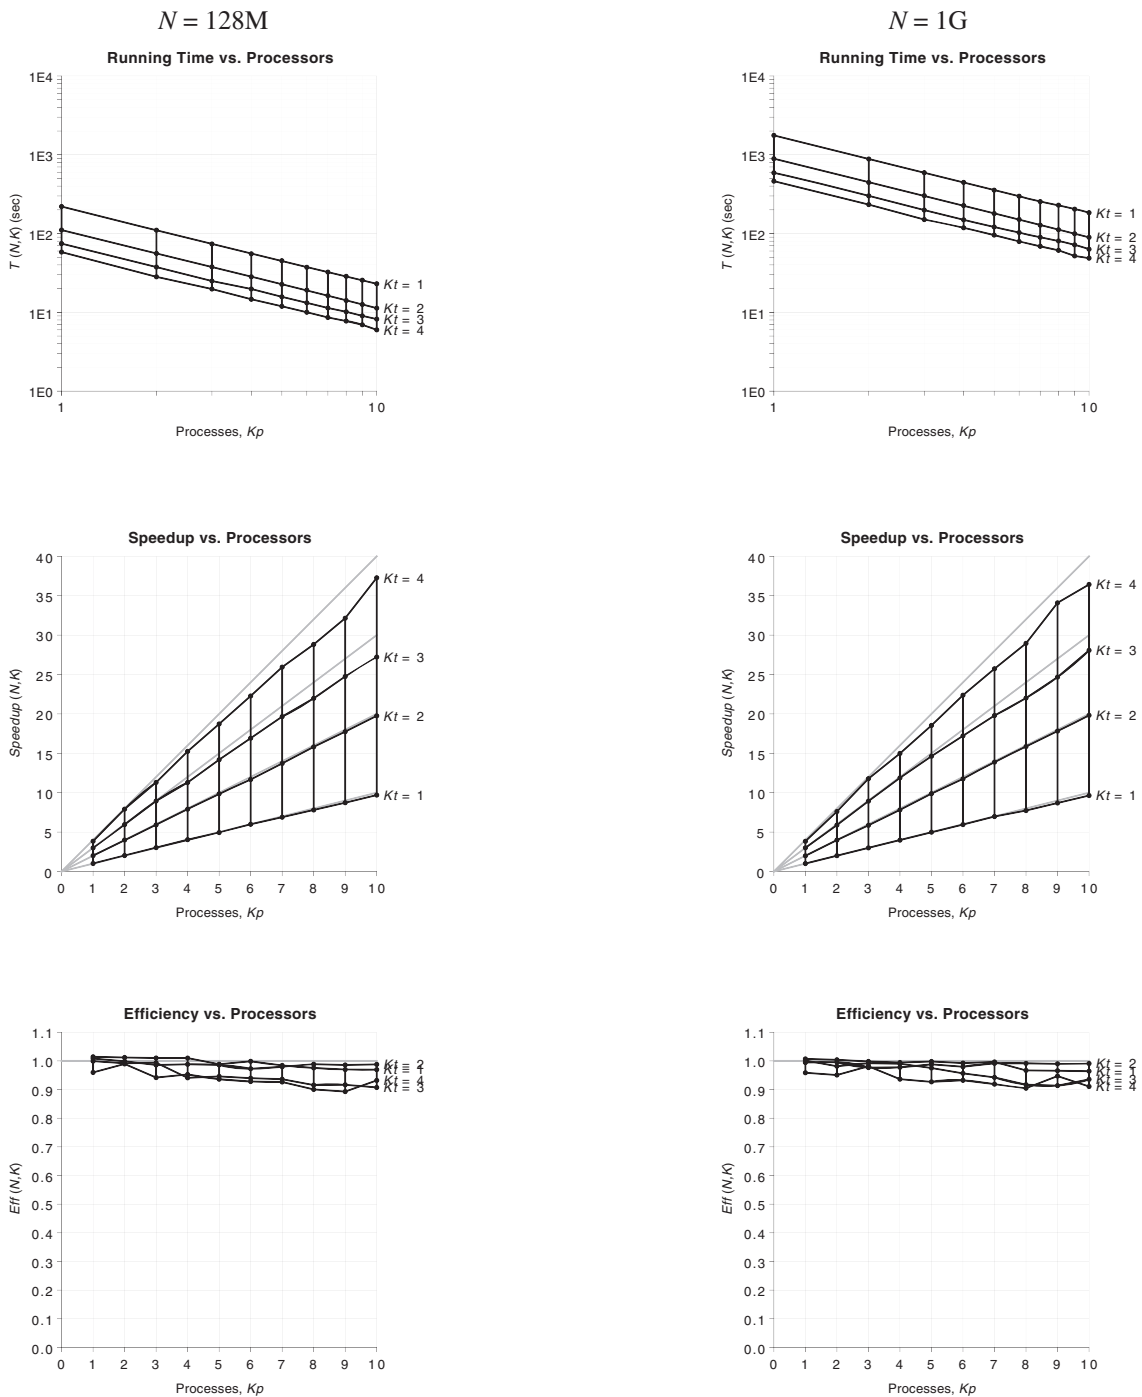 N = 128M
Running Time vs. Processors
T (N,K) (sec)
1E4
1E3
1E2
1E1
1E0
Kt = 1
Kt = 2
Kt = 3
Kt = 4
1 10
Processes, Kp
N = 1G
Running Time vs. Processors
T (N,K) (sec)
1E4
1E3
1E2
1E1
1E0
Kt = 1
Kt = 2
Kt = 3
Kt = 4
1 10
Processes, Kp
Speedup vs. Processors
Speedup (N,K)
40
35
30
25
20
15
10
5
0
Kt = 4
Kt = 3
Kt = 2
Kt = 1
0 1 2 3 4 5 6 7 8 9 10
Processes, Kp
Speedup vs. Processors
Speedup (N,K)
40
35
30
25
20
15
10
5
0
Kt = 4
Kt = 3
Kt = 2
Kt = 1
0 1 2 3 4 5 6 7 8 9 10
Processes, Kp
Efficiency vs. Processors
Eff (N,K)
1.1
1.0
0.9
0.8
0.7
0.6
0.5
0.4
0.3
0.2
0.1
0.0
Kt = 2
Kt = 1
Kt = 4
Kt = 3
0 1 2 3 4 5 6 7 8 9 10
Processes, Kp
Efficiency vs. Processors
Eff (N,K)
1.1
1.0
0.9
0.8
0.7
0.6
0.5
0.4
0.3
0.2
0.1
0.0
Kt = 2
Kt = 1
Kt = 3
Kt = 4
0 1 2 3 4 5 6 7 8 9 10
Processes, Kp